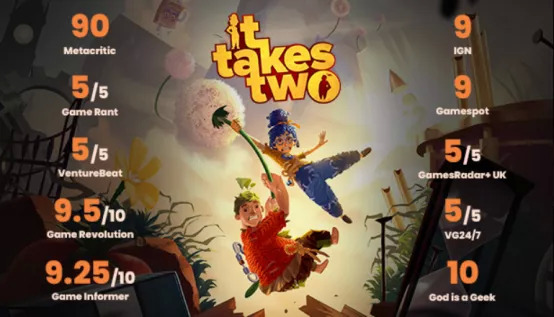 it
takes
two
90
Metacritic
5/5
Game Rant
5/5
VentureBeat
9.5/10
Game Revolution
9.25/10
Game Informer
9
IGN
9
Gamespot
5/5
GamesRadar+ UK
5/5
VG24/7
10
God is a Geek